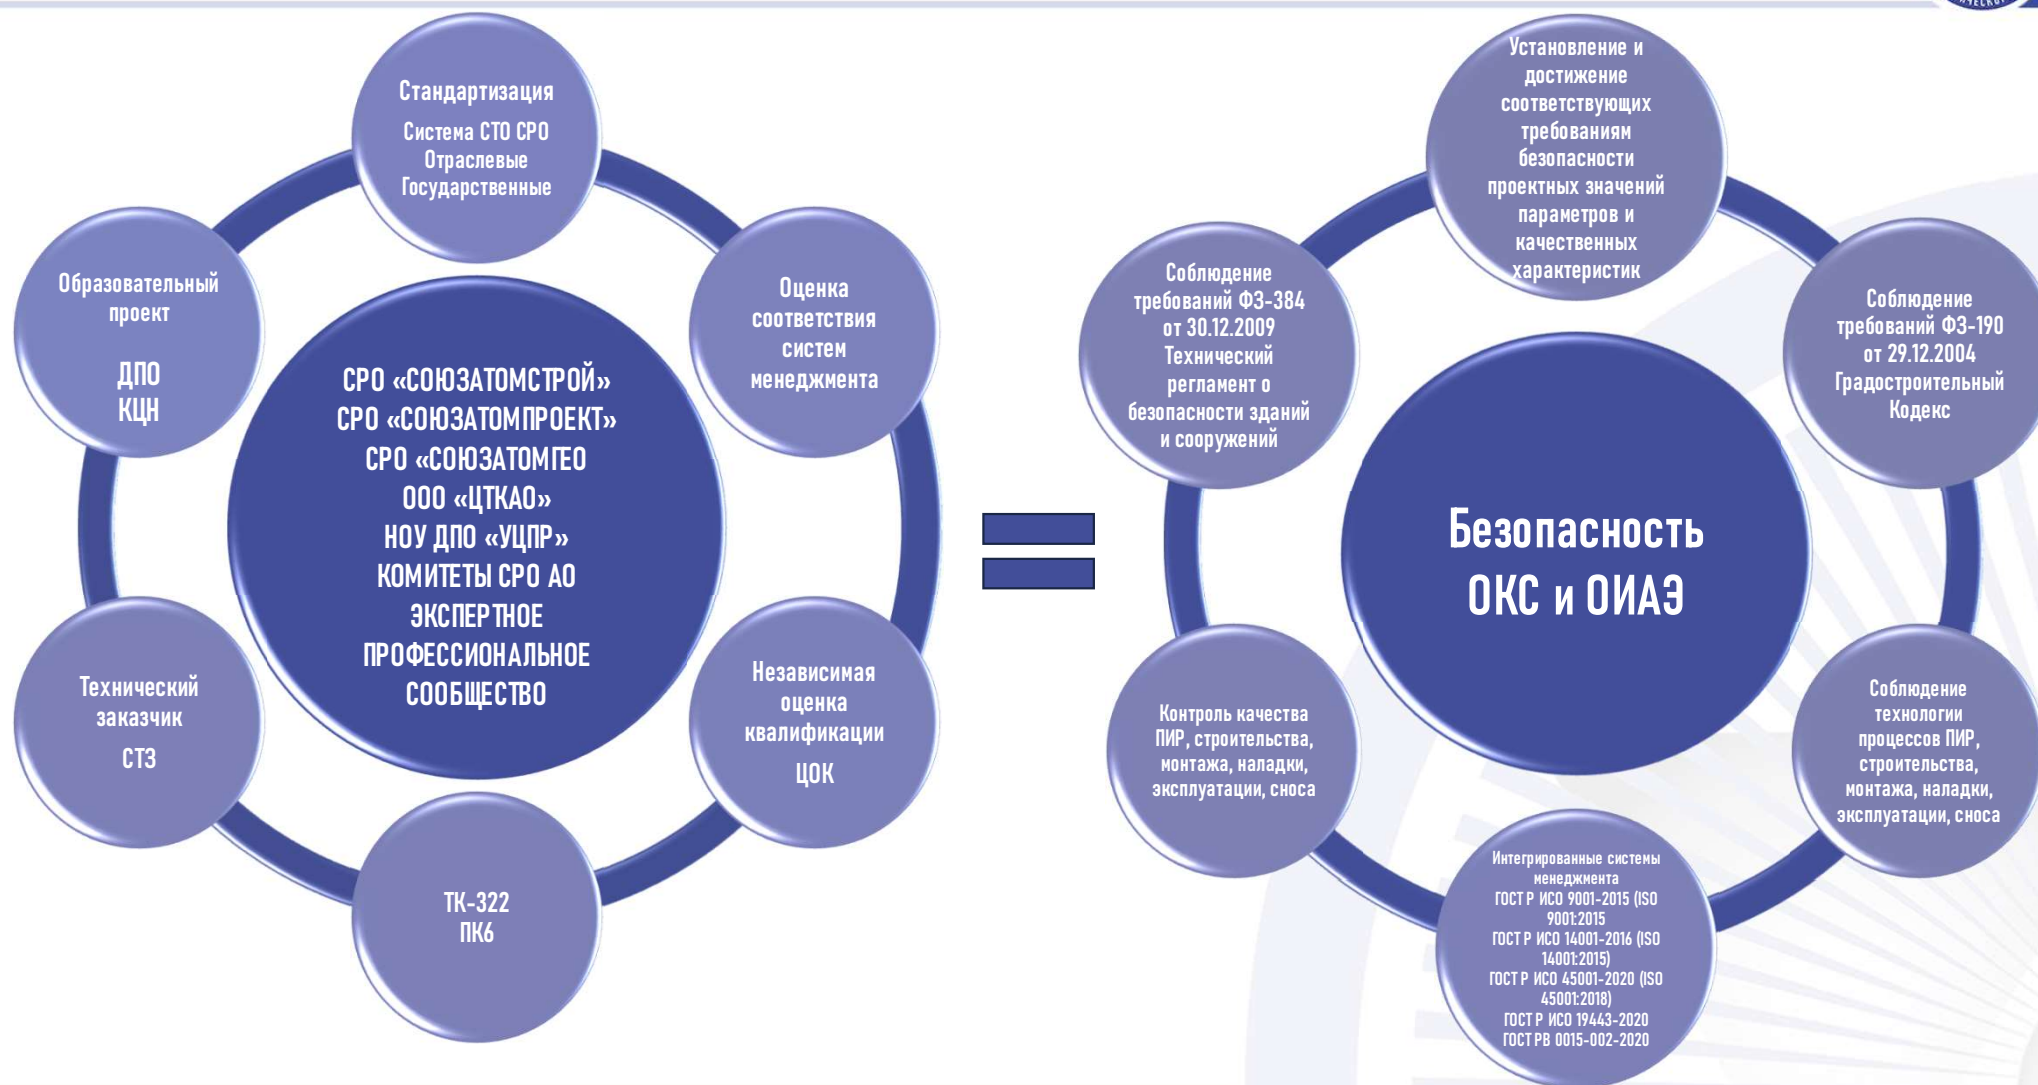 Стандартизация
Система СТО СРО
Отраслевые
Государственные
Оценка
соответствия
систем
менеджмента
Независимая
оценка
квалификации
ЦОК
ТК-322
ПК6
Технический
заказчик
СТЗ
Образовательный
проект
ДПО
КЦН
СРО «СОЮЗАТОМСТРОЙ»
СРО «СОЮЗАТОМПРОЕКТ»
СРО «СОЮЗАТОМГЕО
ООО «ЦТКАО»
НОУ ДПО «УЦПР»
КОМИТЕТЫ СРО АО
ЭКСПЕРТНОЕ
ПРОФЕССИОНАЛЬНОЕ
СООБЩЕСТВО
Установление и
достижение
соответствующих
требованиям
безопасности
проектных значений
параметров и
качественных
характеристик
Соблюдение
требований ФЗ-190
от 29.12.2004
Градостроительный
Кодекс
Соблюдение
технологии
процессов ПИР,
строительства,
монтажа, наладки,
эксплуатации, сноса
Интегрированные системы
менеджмента
ГОСТ Р ИСО 9001-2015 (ISO
9001:2015
ГОСТ Р ИСО 14001-2016 (ISO
14001:2015)
ГОСТ Р ИСО 45001-2020 (ISO
45001:2018)
ГОСТ Р ИСО 19443-2020
ГОСТ РВ 0015-002-2020
Контроль качества
ПИР, строительства,
монтажа, наладки,
эксплуатации, сноса
Соблюдение
требований ФЗ-384
от 30.12.2009
Технический
регламент о
безопасности зданий
и сооружений
Безопасность
ОКС и ОИАЭ